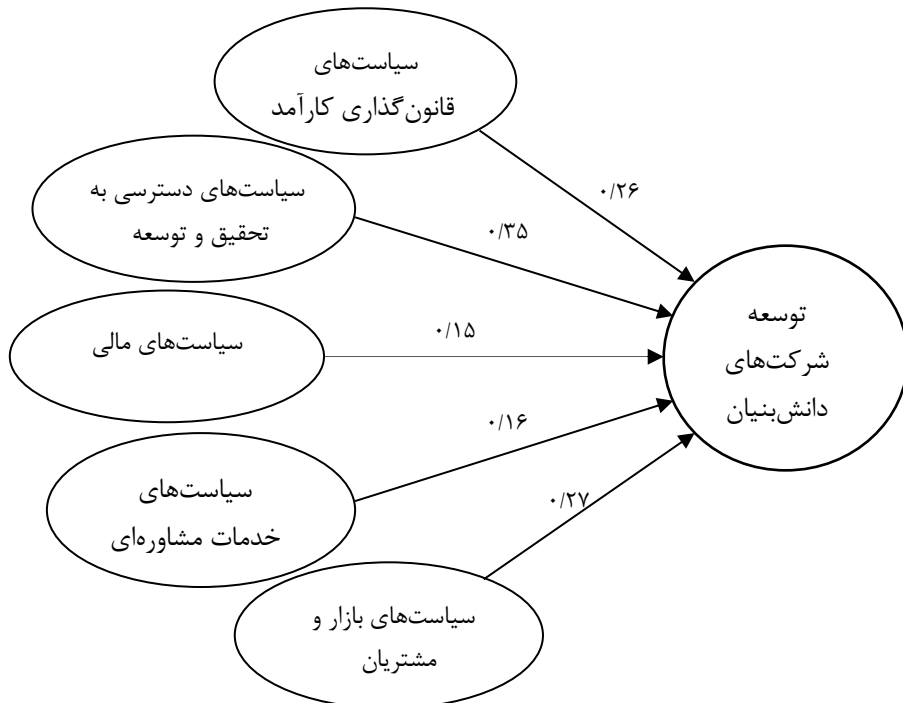 سیاست‌های
قانون‌گذاری کارآمد
۰/۲۶
سیاست‌های دسترسی به
تحقیق و توسعه
۰/۳۵
سیاست‌های مالی
۰/۱۵
توسعه
شرکت‌های
دانش‌بنیان
سیاست‌های
خدمات مشاوره‌ای
۰/۱۶
سیاست‌های بازار و
مشتریان
۰/۲۷